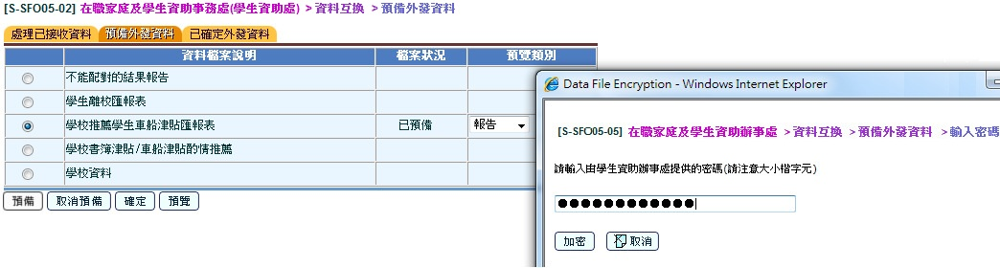 [S-SFO05-02] 在職家庭及學生資助事務處(學生資助處) > 資料互換 > 預備外發資料
處理已接收資料 預備外發資料 已確定外發資料
資料檔案說明 檔案狀況 預覽類別
不能配對的結果報告
學生離校匯報表
學校推薦學生車船津貼匯報表 已預備 報告
學校書簿津貼/車船津貼酌情推薦
學校資料
預備 取消預備 確定 預覽
Data File Encryption - Windows Internet Explorer
[S-SFO05-05] 在職家庭及學生資助辦事處 > 資料互換 > 預備外發資料 > 輸入密碼
請輸入由學生資助辦事處提供的密碼(請注意大小楷字元)
●●●●●●●●●●●●
加密 取消